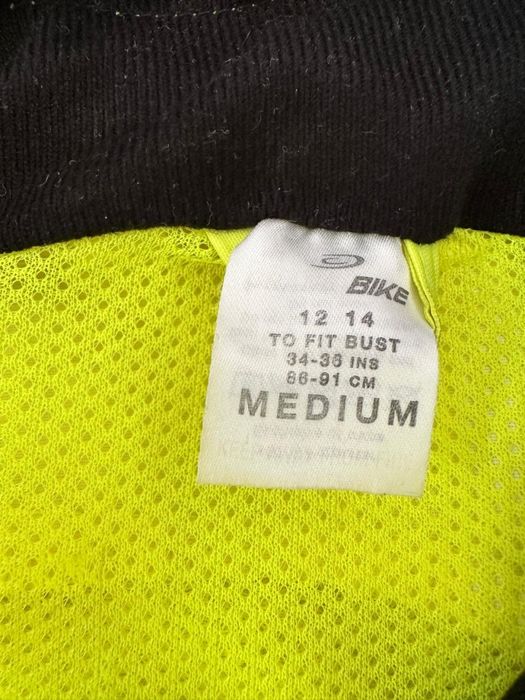 BIKE
12 14
TO FIT BUST
34-36 INS
86-91 CM
MEDIUM